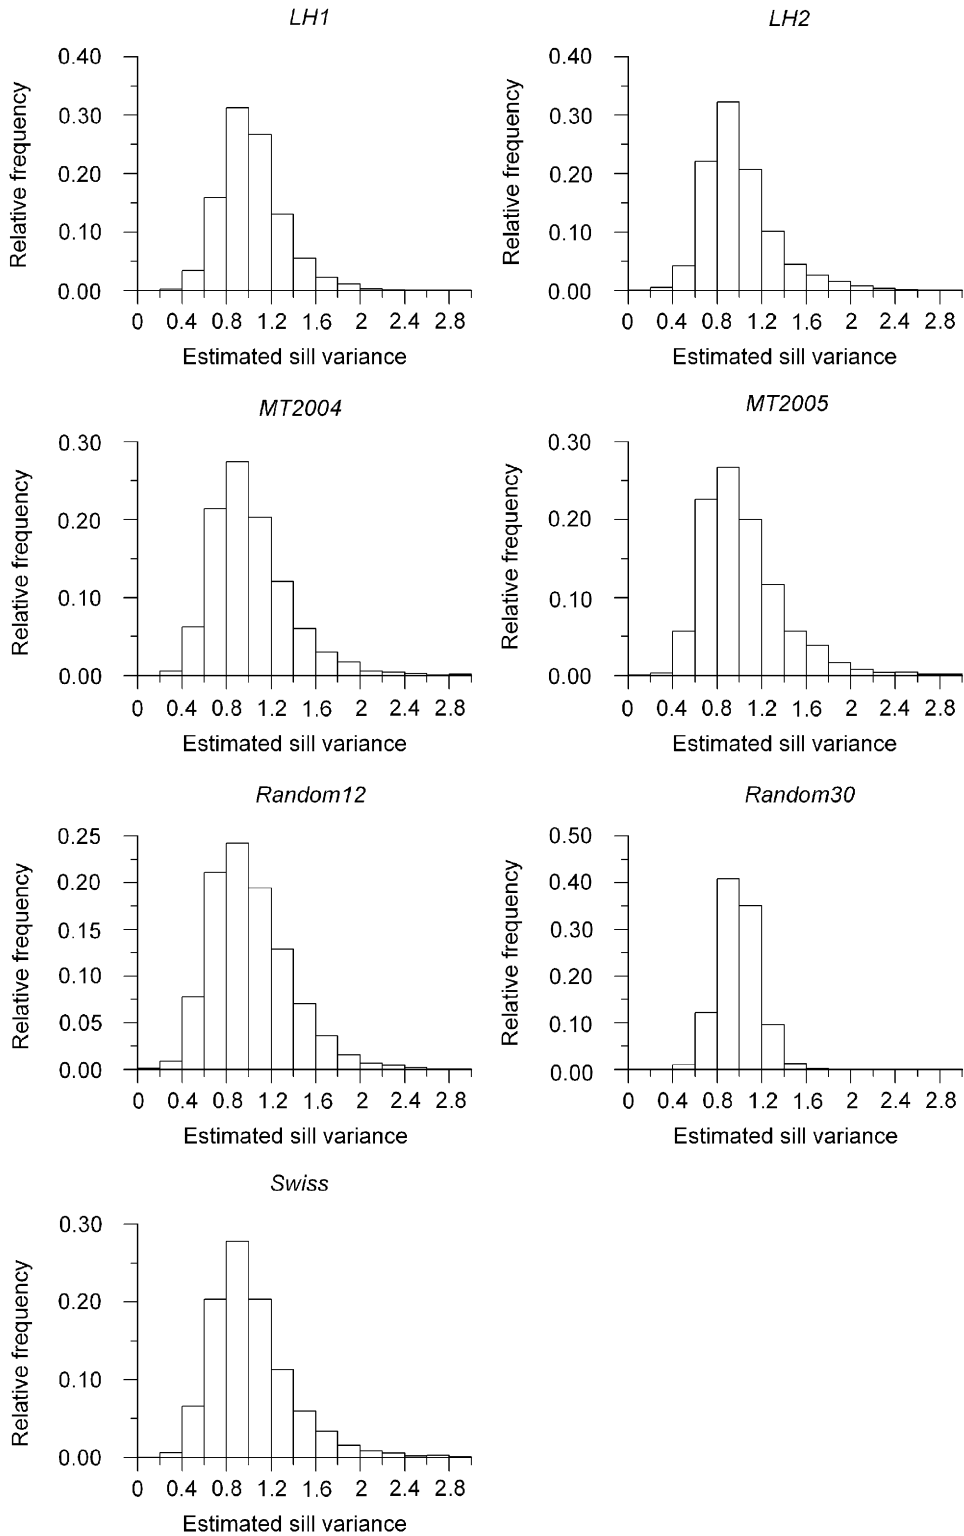 LH1
0.40
0.30
0.20
0.10
0.00
Relative frequency
0 0.4 0.8 1.2 1.6 2 2.4 2.8
Estimated sill variance
LH2
0.40
0.30
0.20
0.10
0.00
Relative frequency
0 0.4 0.8 1.2 1.6 2 2.4 2.8
Estimated sill variance
MT2004
0.30
0.20
0.10
0.00
Relative frequency
0 0.4 0.8 1.2 1.6 2 2.4 2.8
Estimated sill variance
MT2005
0.30
0.20
0.10
0.00
Relative frequency
0 0.4 0.8 1.2 1.6 2 2.4 2.8
Estimated sill variance
Random12
0.25
0.20
0.15
0.10
0.05
0.00
Relative frequency
0 0.4 0.8 1.2 1.6 2 2.4 2.8
Estimated sill variance
Random30
0.50
0.40
0.30
0.20
0.10
0.00
Relative frequency
0 0.4 0.8 1.2 1.6 2 2.4 2.8
Estimated sill variance
Swiss
0.30
0.20
0.10
0.00
Relative frequency
0 0.4 0.8 1.2 1.6 2 2.4 2.8
Estimated sill variance